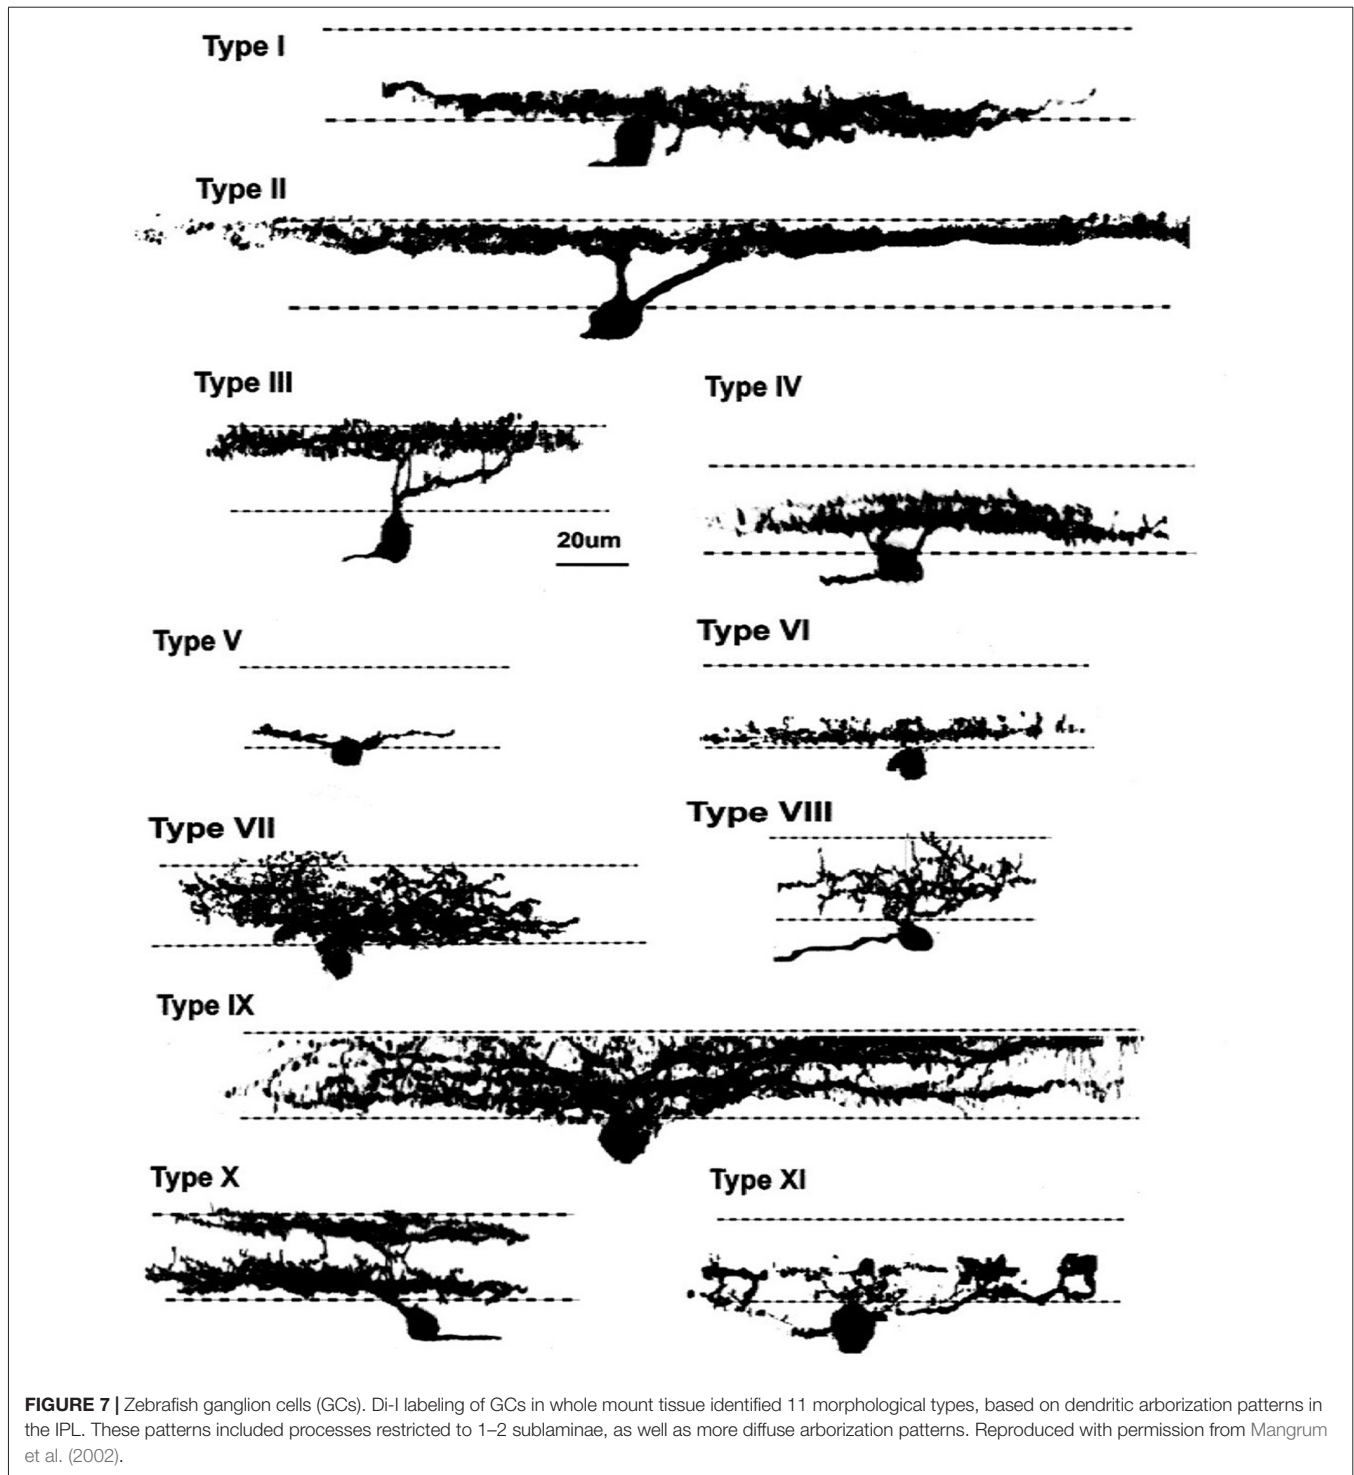 Type I
Type II
Type III
Type IV
20um
Type V
Type VI
Type VII
Type VIII
Type IX
Type X
Type XI
FIGURE 7 | Zebrafish ganglion cells (GCs). Di-I labeling of GCs in whole mount tissue identified 11 morphological types, based on dendritic arborization patterns in
the IPL. These patterns included processes restricted to 1–2 sublaminae, as well as more diffuse arborization patterns. Reproduced with permission from Mangrum
et al. (2002).